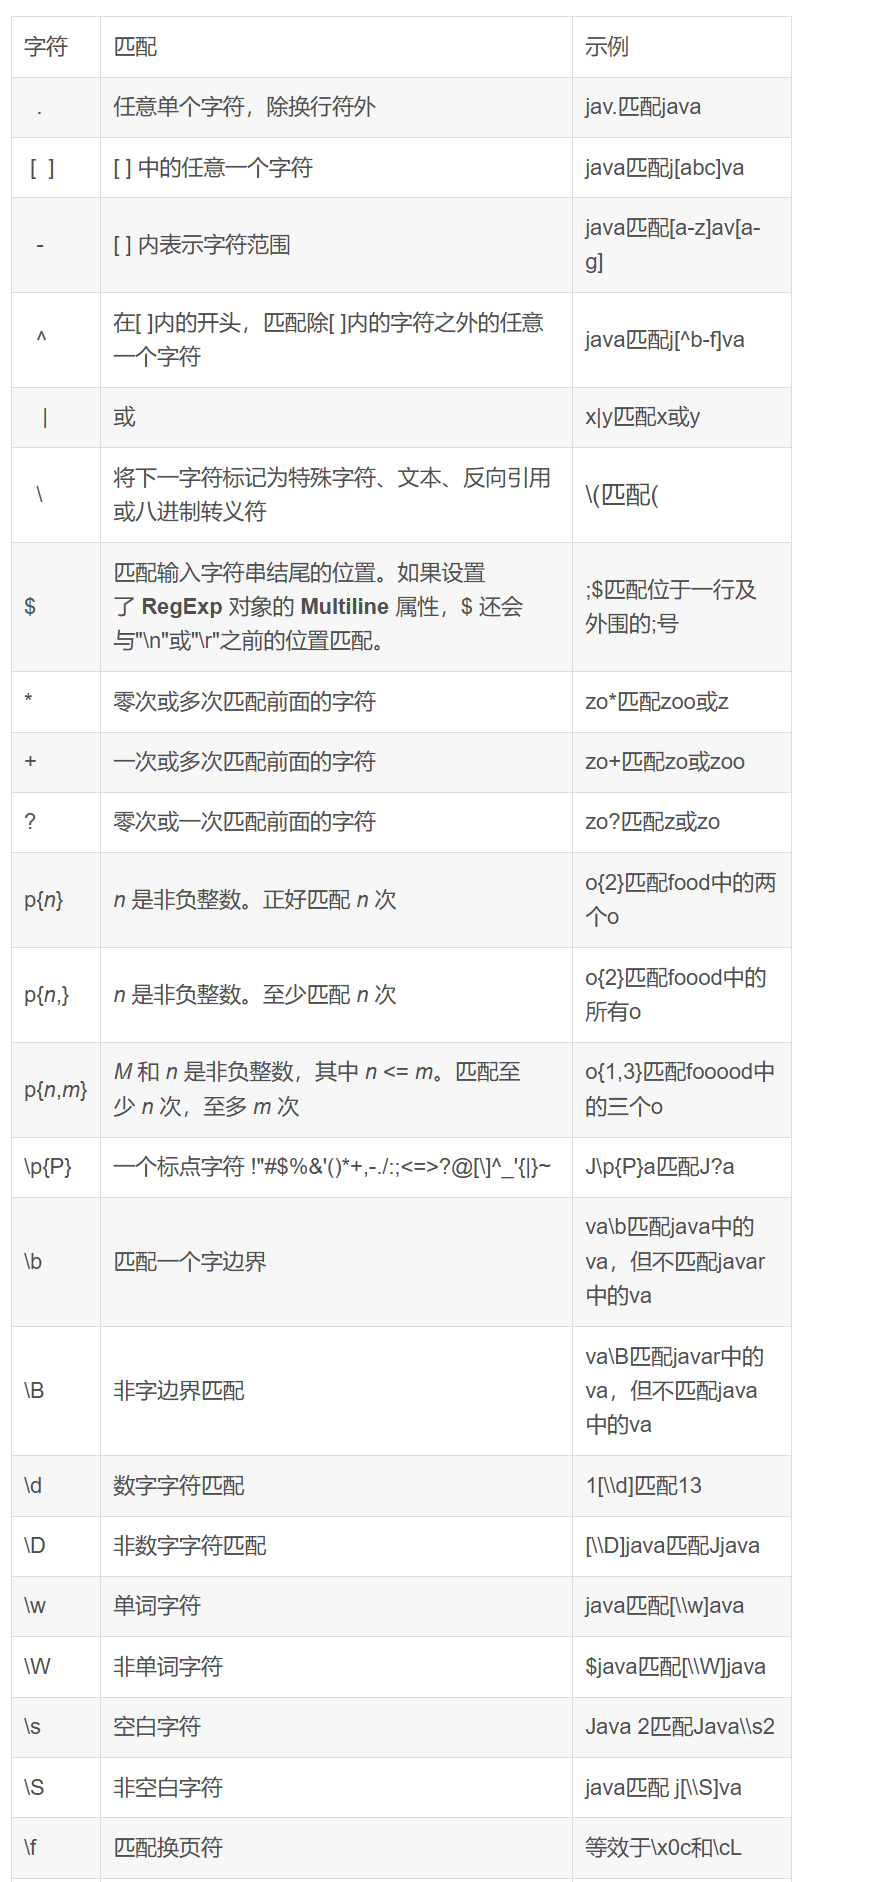 字符 匹配 示例
. 任意单个字符，除换行符外 jav.匹配java
[ ] [ ] 中的任意一个字符 java匹配j[abc]va
- [ ] 内表示字符范围 java匹配[a-z]av[a-
g]
^ 在[ ]内的开头，匹配除[ ]内的字符之外的任意
一个字符 java匹配j[^b-f]va
| 或 x|y匹配x或y
\ 将下一字符标记为特殊字符、文本、反向引用
或八进制转义符 \(匹配(
$ 匹配输入字符串结尾的位置。如果设置
了 RegExp 对象的 Multiline 属性，$ 还会
与"\n"或"\r"之前的位置匹配。 ;$匹配位于一行及
外围的;号
* 零次或多次匹配前面的字符 zo*匹配zoo或z
+ 一次或多次匹配前面的字符 zo+匹配zo或zoo
? 零次或一次匹配前面的字符 zo?匹配z或zo
p{n} n 是非负整数。正好匹配 n 次 o{2}匹配food中的两
个o
p{n,} n 是非负整数。至少匹配 n 次 o{2}匹配foood中的
所有o
p{n,m} M 和 n 是非负整数，其中 n <= m。匹配至
少 n 次，至多 m 次 o{1,3}匹配fooood中
的三个o
\p{P} 一个标点字符 !"#$%&'()*+,-./:;<=>?@[\]^_'{|}~ J\p{P}a匹配J?a
\b 匹配一个字边界 va\b匹配java中的
va，但不匹配javar
中的va
\B 非字边界匹配 va\B匹配javar中的
va，但不匹配java
中的va
\d 数字字符匹配 1[\\d]匹配13
\D 非数字字符匹配 [\\D]java匹配Jjava
\w 单词字符 java匹配[\\w]ava
\W 非单词字符 $java匹配[\\W]java
\s 空白字符 Java 2匹配Java\\s2
\S 非空白字符 java匹配 j[\\S]va
\f 匹配换页符 等效于\x0c和\cL